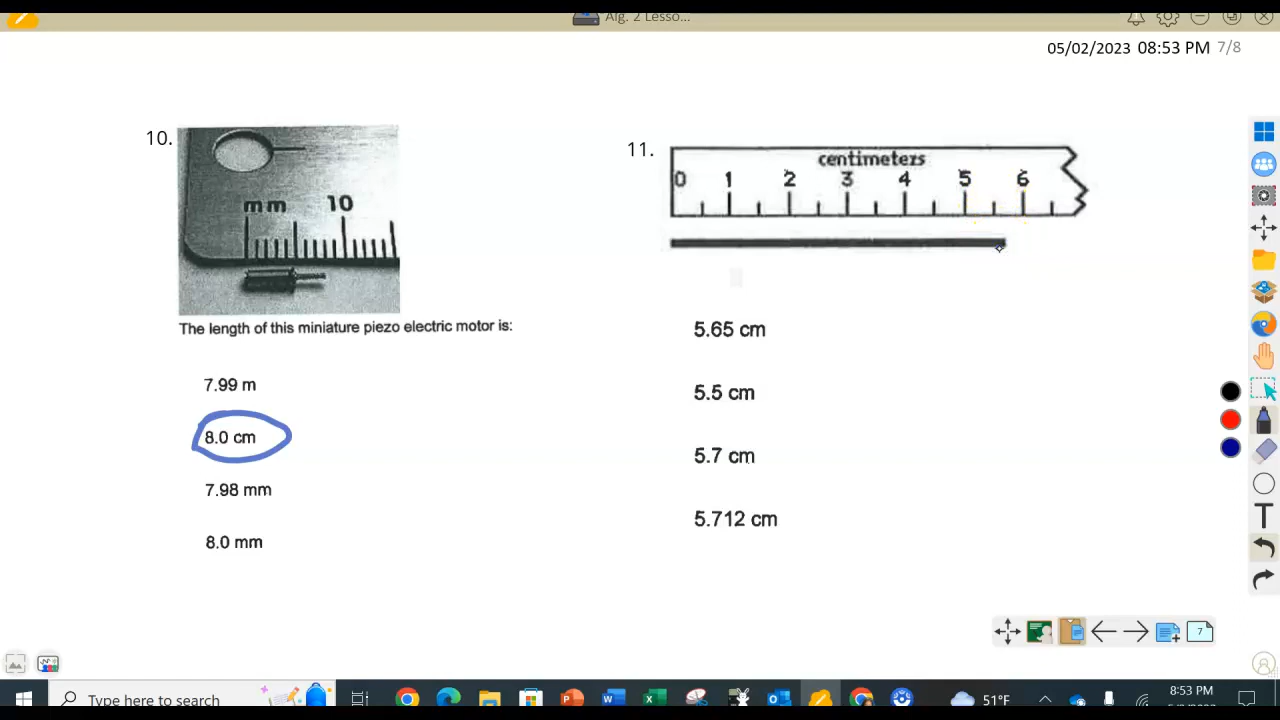 Alg. 2 Lesso...
05/02/2023 08:53 PM 7/8
10.
mm 10
The length of this miniature piezo electric motor is:
7.99 m
8.0 cm
7.98 mm
8.0 mm
11.
centimeters
0 1 2 3 4 5 6
5.65 cm
5.5 cm
5.7 cm
5.712 cm
T
7
Type here to search
51°F
8:53 PM